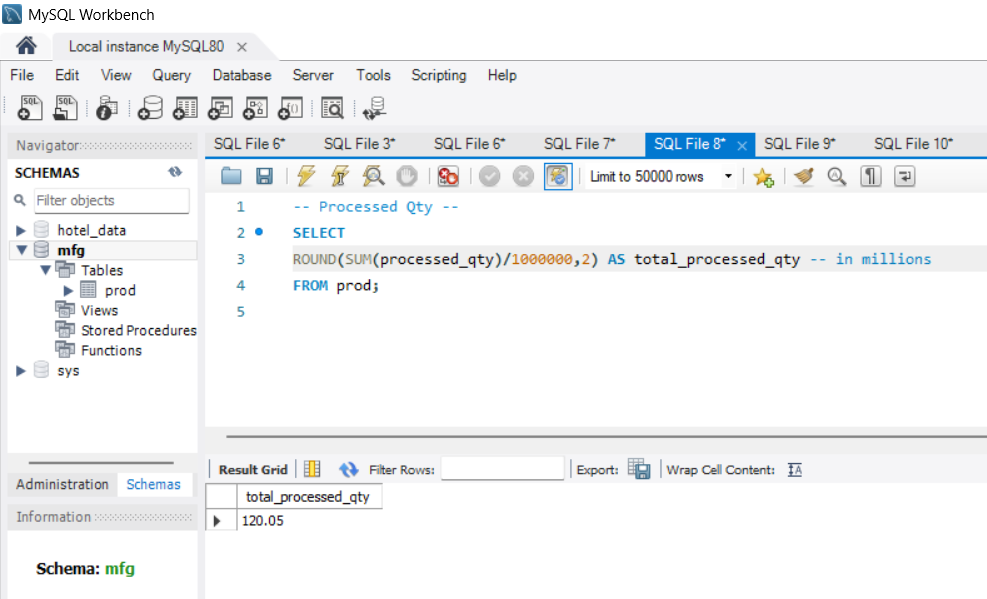 MySQL Workbench
Local instance MySQL80
File Edit View Query Database Server Tools Scripting Help
SQL SQL
Navigator
SCHEMAS
Filter objects
hotel_data
mfg
Tables
prod
Views
Stored Procedures
Functions
sys
Administration Schemas
Information
Schema: mfg
SQL File 6* SQL File 3* SQL File 6* SQL File 7* SQL File 8* SQL File 9* SQL File 10*
Limit to 50000 rows
1 -- Processed Qty --
2 SELECT
3 ROUND(SUM(processed_qty)/1000000,2) AS total_processed_qty -- in millions
4 FROM prod;
5
Result Grid Filter Rows: Export: Wrap Cell Content:
total_processed_qty
120.05